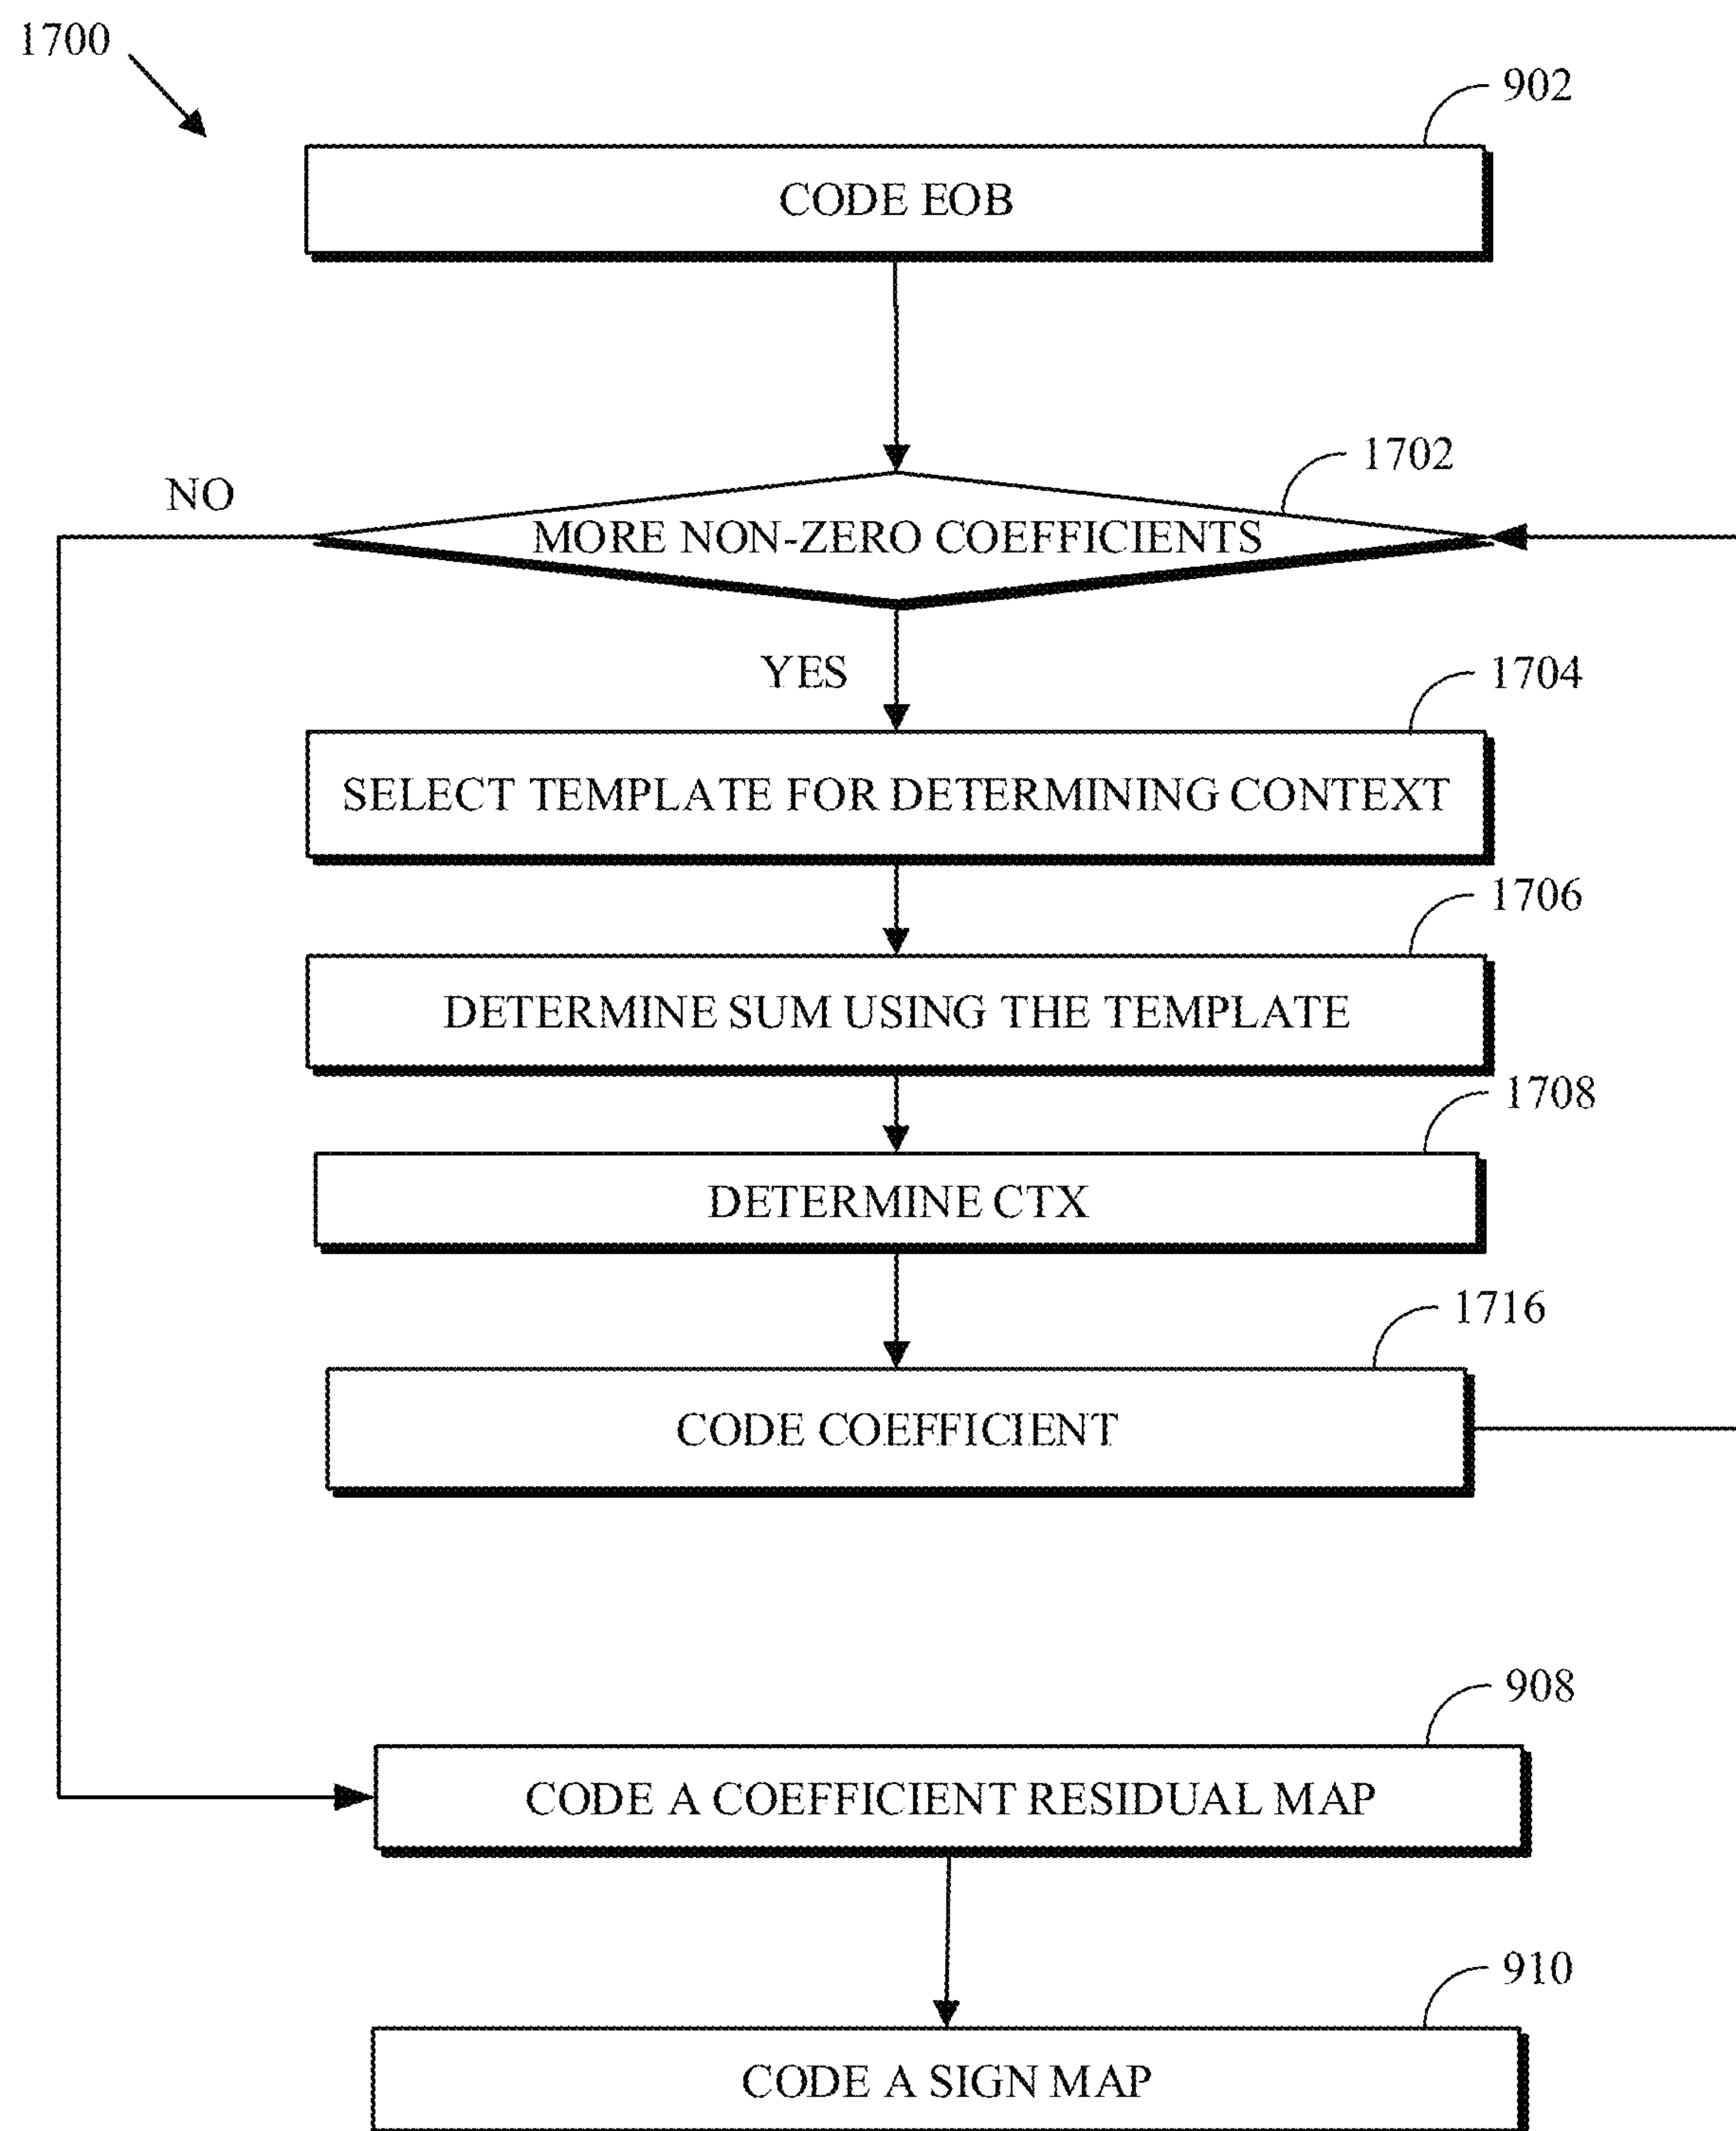 1700
902
CODE EOB
1702
NO
MORE NON-ZERO COEFFICIENTS
YES
1704
SELECT TEMPLATE FOR DETERMINING CONTEXT
1706
DETERMINE SUM USING THE TEMPLATE
1708
DETERMINE CTX
1716
CODE COEFFICIENT
908
CODE A COEFFICIENT RESIDUAL MAP
910
CODE A SIGN MAP